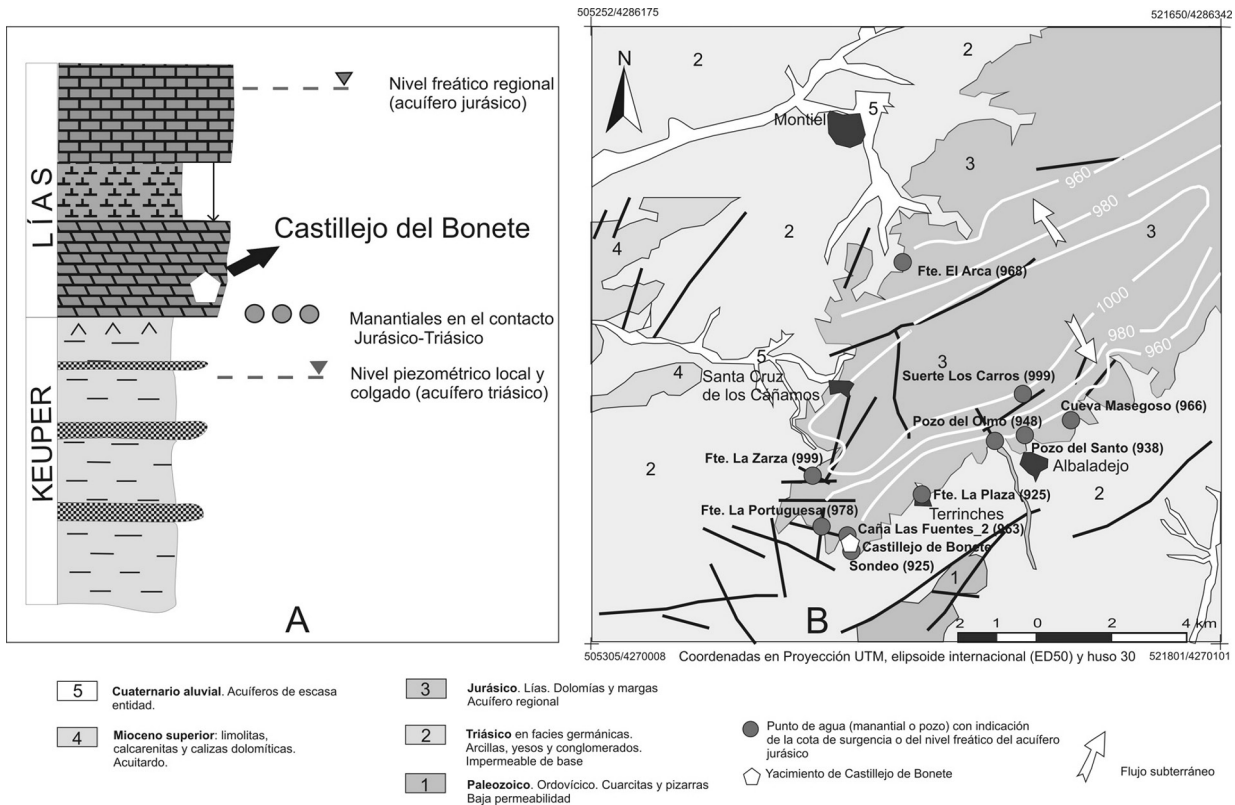 505252/4286175
521650/4286342
Nivel freático regional
(acuífero jurásico)
LÍAS
Castillejo del Bonete
Manantiales en el contacto
Jurásico-Triásico
Nivel piezométrico local y
colgado (acuífero triásico)
KEUPER
A
N
2
2
5
Montiel
3
960
980
3
4
2
Fte. El Arca (968)
1000
980
960
5
3
4
Santa Cruz
de los Cáñamos
Suerte Los Carros (999)
Cueva Masegoso (966)
Pozo del Olmo (948)
Pozo del Santo (938)
Albaladejo
Fte. La Zarza (999)
2
2
Fte. La Plaza (925)
Terrinches
Fte. La Portuguesa (978)
Caña Las Fuentes_2 (963)
Castillejo de Bonete
Sondeo (925)
1
B
2 1 0 2 4 km
505305/4270008
Coordenadas en Proyección UTM, elipsoide internacional (ED50) y huso 30
521801/4270101
5 Cuaternario aluvial. Acuíferos de escasa
entidad.
4 Mioceno superior: limolitas,
calcarenitas y calizas dolomíticas.
Acuitardo.
3 Jurásico. Lías. Dolomías y margas
Acuífero regional
2 Triásico en facies germánicas.
Arcillas, yesos y conglomerados.
Impermeable de base
1 Paleozoico. Ordovícico. Cuarcitas y pizarras
Baja permeabilidad
Punto de agua (manantial o pozo) con indicación
de la cota de surgencia o del nivel freático del acuífero
jurásico
Yacimiento de Castillejo de Bonete
Flujo subterráneo